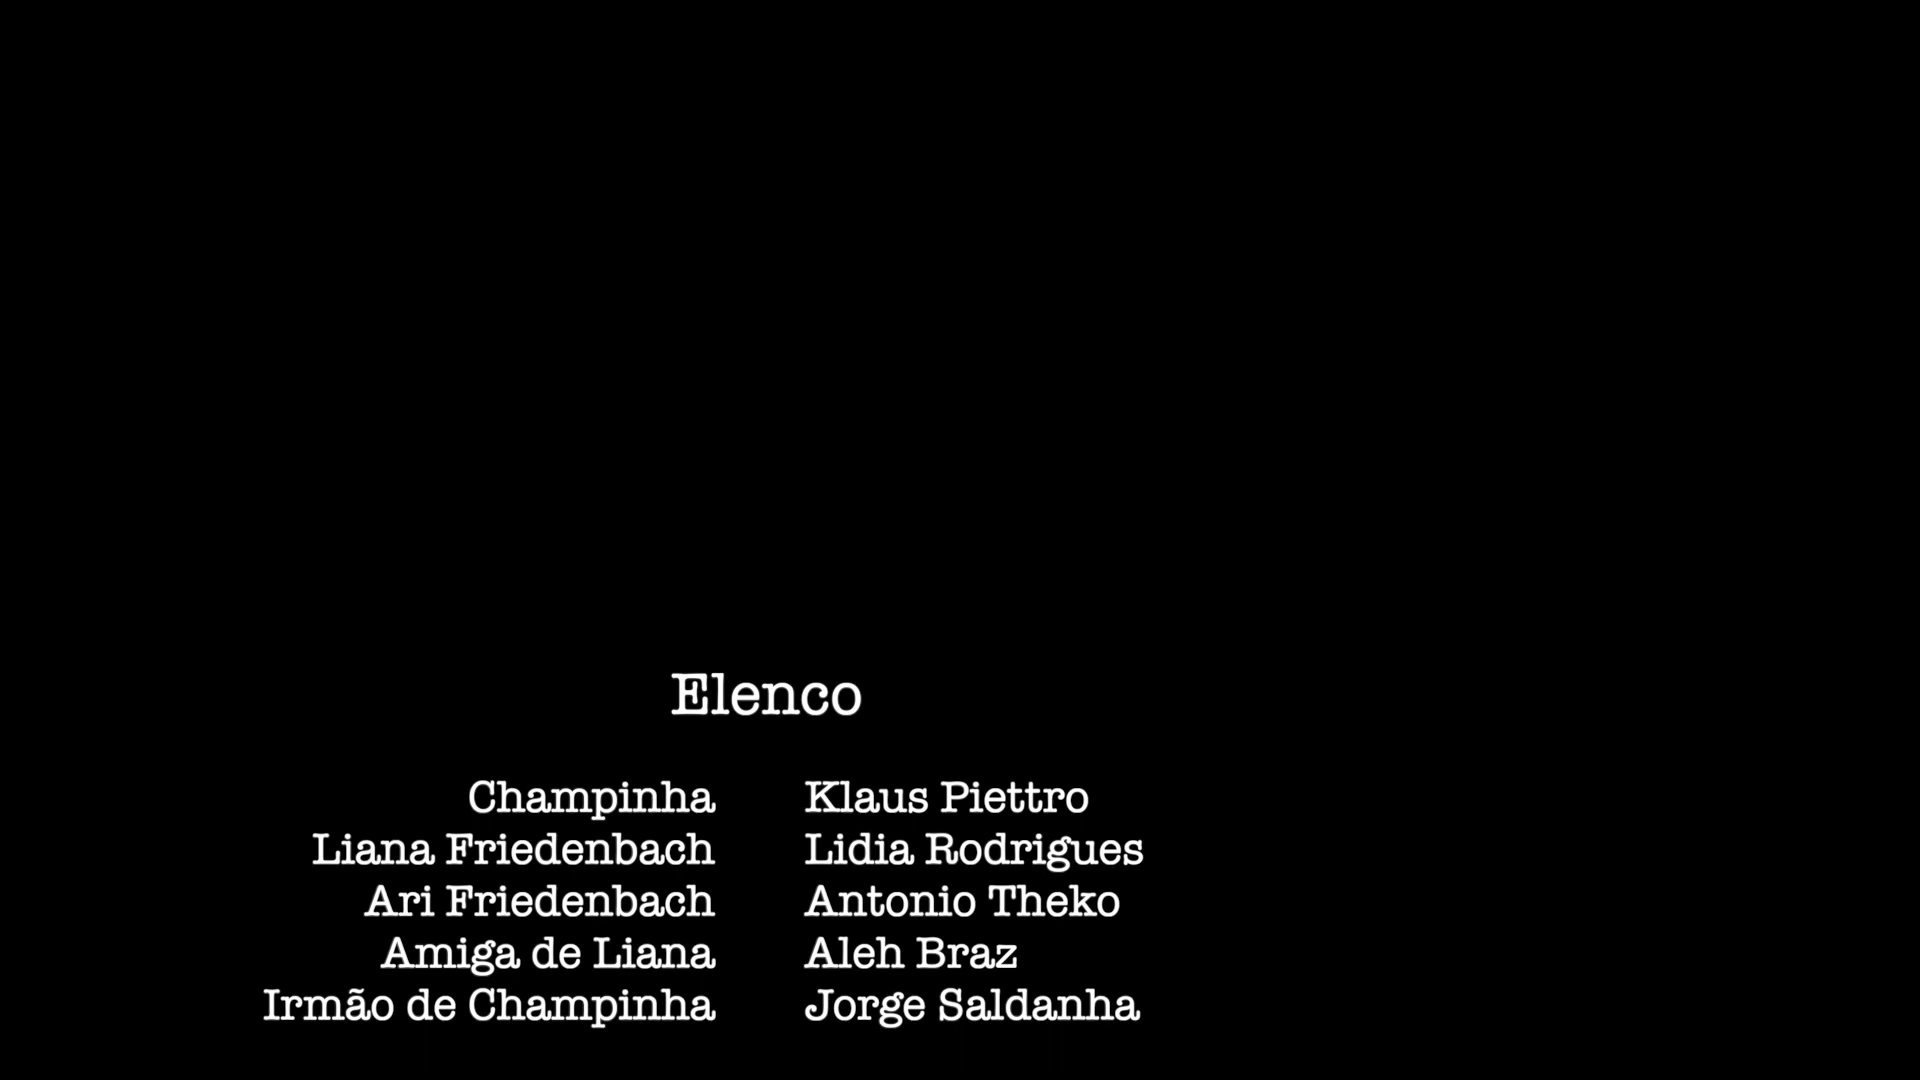 Elenco
Champinha Klaus Piettro
Liana Friedenbach Lidia Rodrigues
Ari Friedenbach Antonio Theko
Amiga de Liana Aleh Braz
Irmão de Champinha Jorge Saldanha